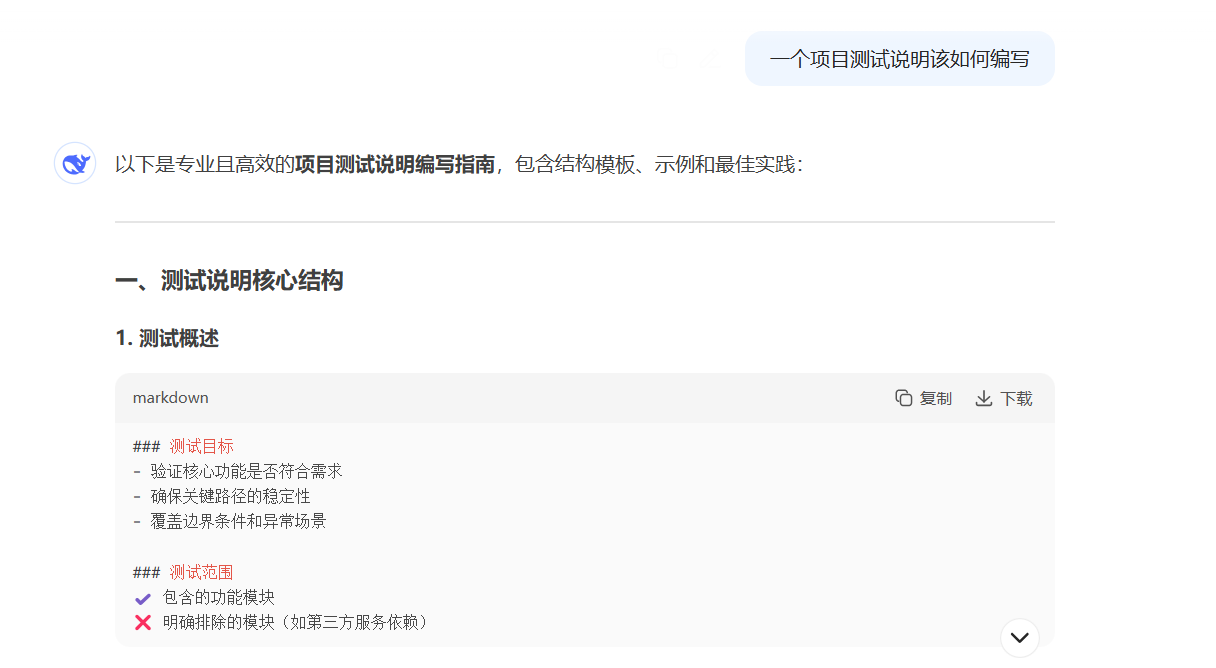 一个项目测试说明该如何编写
以下是专业且高效的项目测试说明编写指南，包含结构模板、示例和最佳实践：
一、测试说明核心结构
1. 测试概述
markdown
复制
下载
### 测试目标
- 验证核心功能是否符合需求
- 确保关键路径的稳定性
- 覆盖边界条件和异常场景
### 测试范围
✔ 包含的功能模块
❌ 明确排除的模块（如第三方服务依赖）